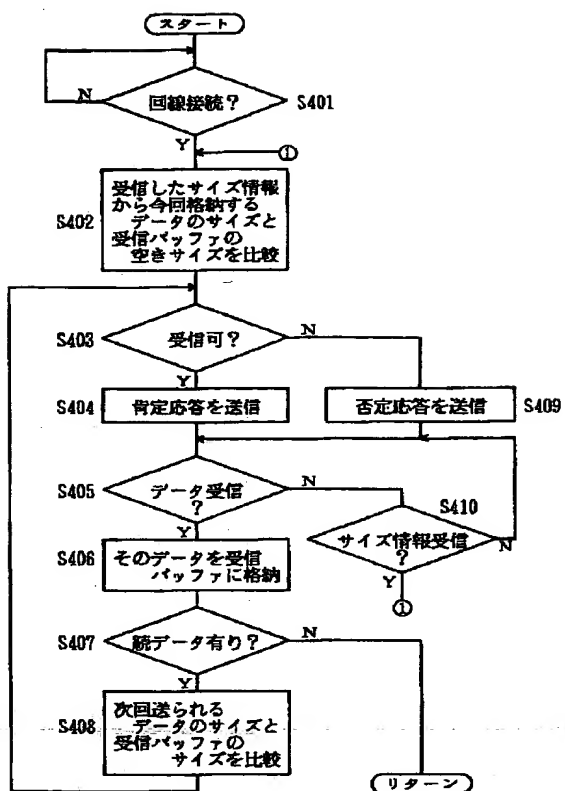 スタート
回線接続?
N
S401
Y
①
受信したサイズ情報
から今回格納する
データのサイズと
受信バッファの
空きサイズを比較
S402
S403
受信可?
N
Y
S404
肯定応答を送信
否定応答を送信
S409
S405
データ受信
?
N
Y
S410
サイズ情報受信
?
N
Y
①
S406
そのデータを受信
バッファに格納
S407
続データ有り?
N
Y
S408
次回送られる
データのサイズと
受信バッファの
サイズを比較
リターン